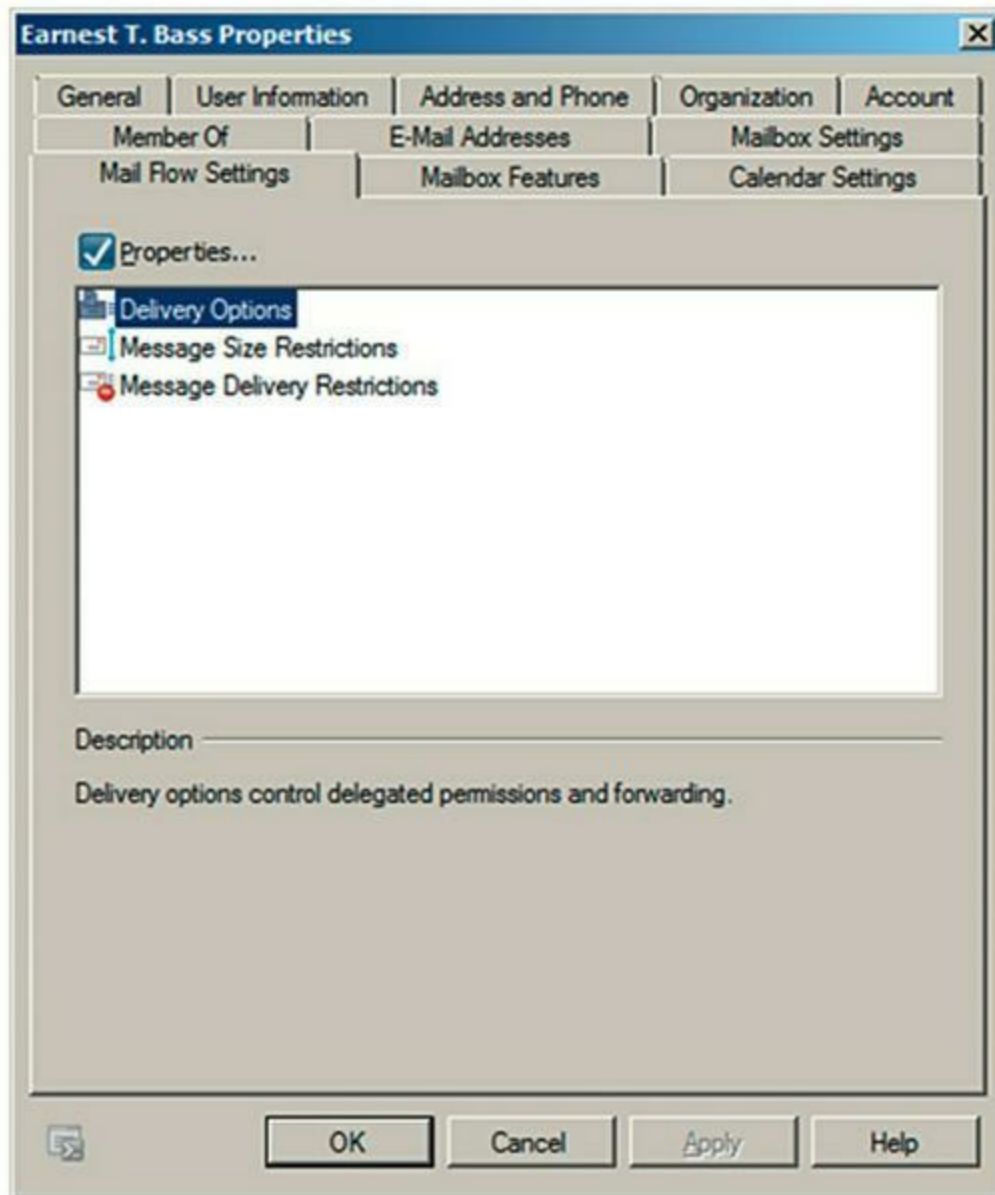 Earnest T. Bass Properties
General User Information Address and Phone Organization Account
Member Of E-Mail Addresses Mailbox Settings
Mail Flow Settings Mailbox Features Calendar Settings
Properties...
Delivery Options
Message Size Restrictions
Message Delivery Restrictions
Description
Delivery options control delegated permissions and forwarding.
OK Cancel Apply Help